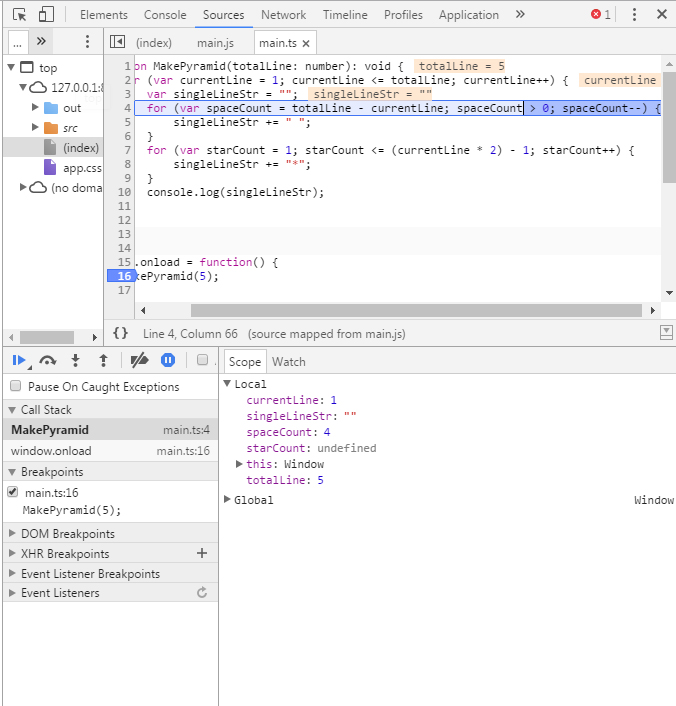 Elements Console Sources Network Timeline Profiles Application » 1
... » (index) main.js main.ts ×
top
127.0.0.1:8
out
src
(index)
app.css
(no doma
1 on MakePyramid(totalLine: number): void { totalLine = 5
2 r (var currentLine = 1; currentLine <= totalLine; currentLine++) { currentLine
3 var singleLineStr = ""; singleLineStr = ""
4 for (var spaceCount = totalLine - currentLine; spaceCount > 0; spaceCount--) {
5 singleLineStr += " ";
6 }
7 for (var starCount = 1; starCount <= (currentLine * 2) - 1; starCount++) {
8 singleLineStr += "*";
9 }
10 console.log(singleLineStr);
11
12
13
14
15 .onload = function() {
16 kePyramid(5);
17
{} Line 4, Column 66 (source mapped from main.js)
Pause On Caught Exceptions
Call Stack
MakePyramid main.ts:4
window.onload main.ts:16
Breakpoints
main.ts:16
MakePyramid(5);
DOM Breakpoints
XHR Breakpoints +
Event Listener Breakpoints
Event Listeners
Scope Watch
Local
currentLine: 1
singleLineStr: ""
spaceCount: 4
starCount: undefined
this: Window
totalLine: 5
Global Window